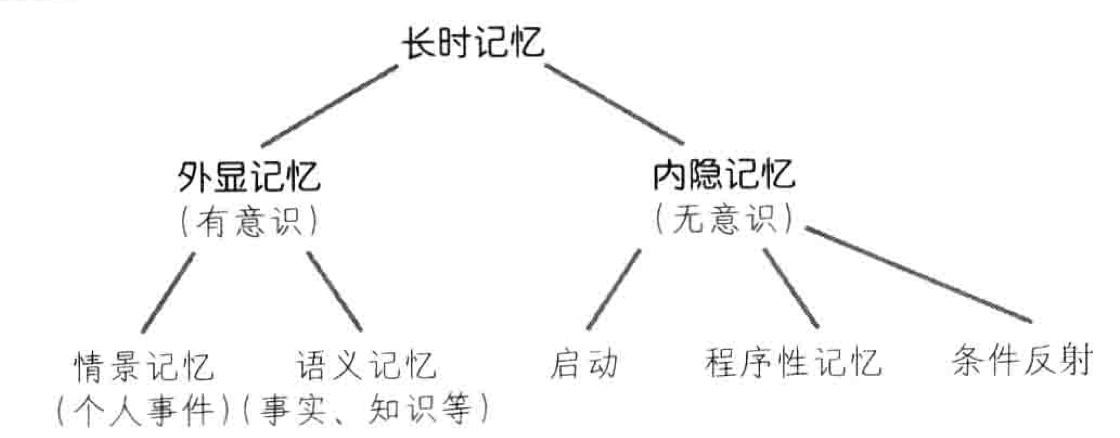 长时记忆
外显记忆 内隐记忆
(有意识) (无意识)
情景记忆 语义记忆 启动 程序性记忆 条件反射
(个人事件)(事实、知识等)